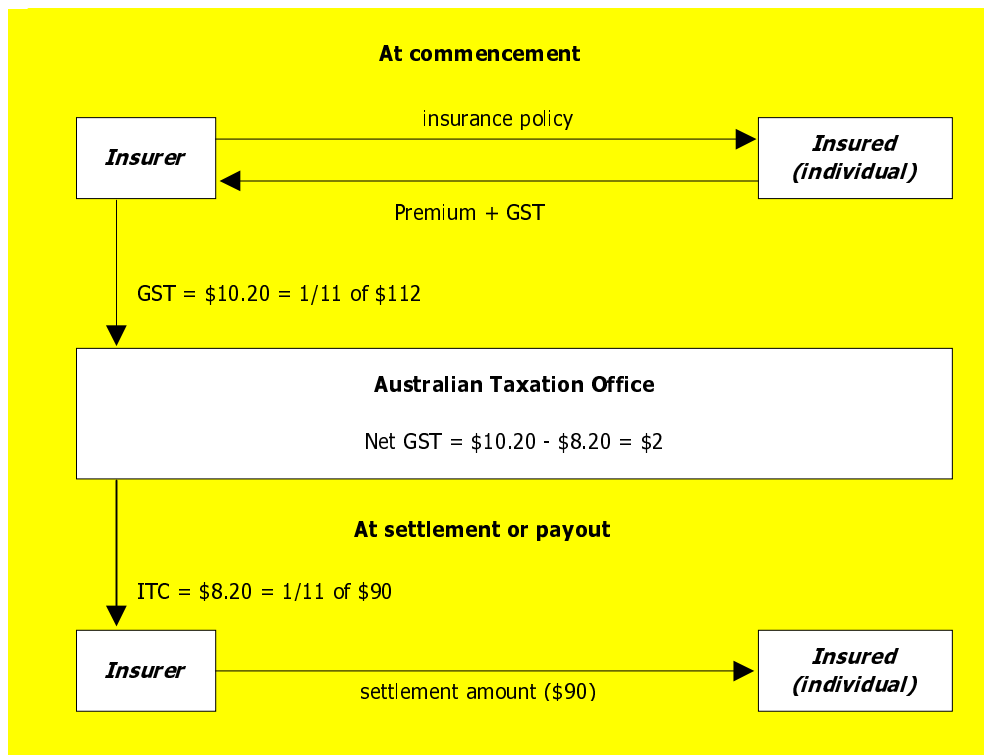 At commencement
insurance policy
Insurer
Insured
(individual)
Premium + GST
GST = $10.20 = 1/11 of $112
Australian Taxation Office
Net GST = $10.20 - $8.20 = $2
At settlement or payout
ITC = $8.20 = 1/11 of $90
Insurer
Insured
(individual)
settlement amount ($90)